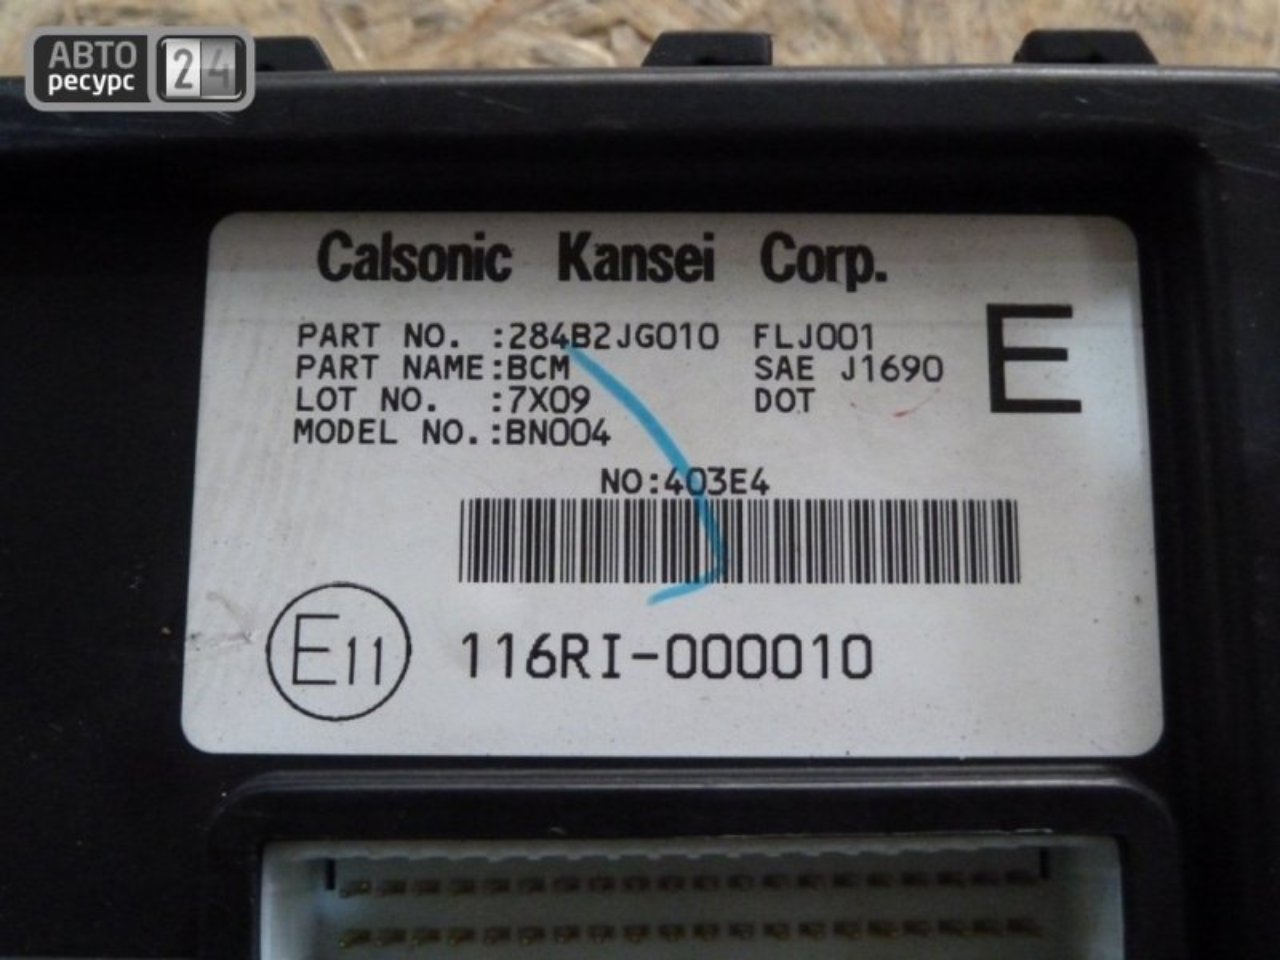 АВТО
ресурс
24
Calsonic Kansei Corp.
PART NO. :284B2JG010 FLJ001
PART NAME:BCM SAE J1690
LOT NO. :7X09 DOT
MODEL NO.:BN004
E
NO:403E4
E11
116RI-000010